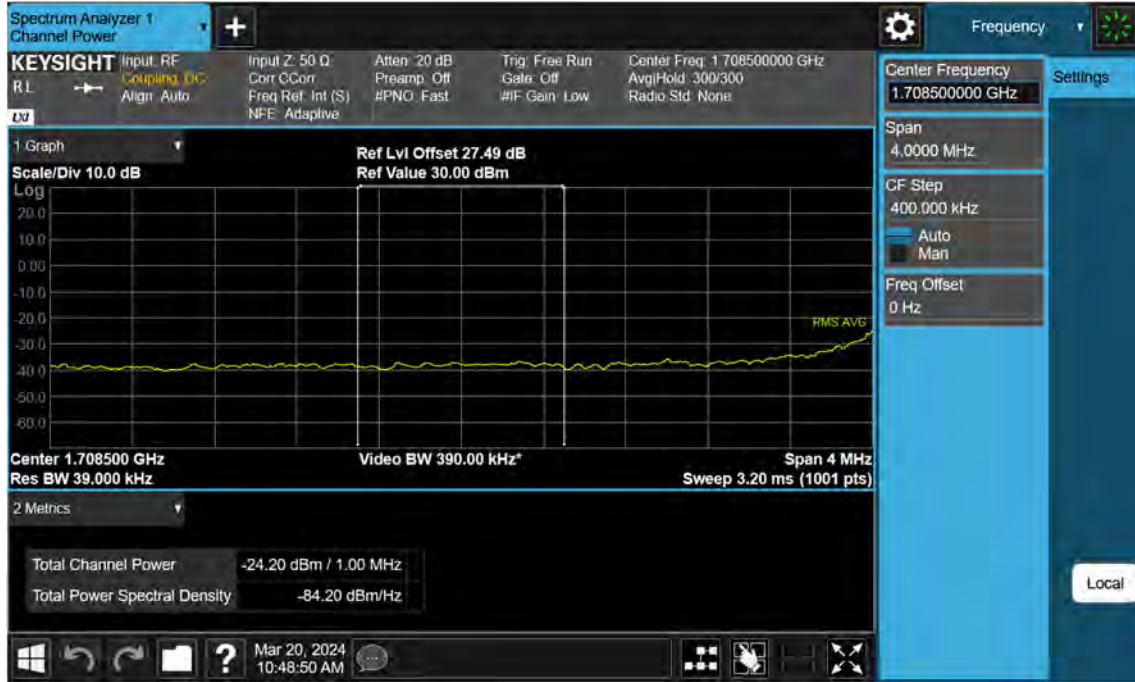 Spectrum Analyzer 1
Channel Power
Frequency
KEYSIGHT
RL
LXI
Input: RF
Coupling: DC
Align: Auto
Input Z: 50 Ω
Corr CCorr
Freq Ref: Int (S)
NFE: Adaptive
Atten: 20 dB
Preamp: Off
#PNO: Fast
Trig: Free Run
Gate: Off
#IF Gain: Low
Center Freq: 1.708500000 GHz
Avg|Hold: 300/300
Radio Std: None
Center Frequency
1.708500000 GHz
Settings
Span
4.0000 MHz
CF Step
400.000 kHz
Auto
Man
Freq Offset
0 Hz
1 Graph
Scale/Div 10.0 dB
Ref Lvl Offset 27.49 dB
Ref Value 30.00 dBm
Log
20.0
10.0
0.00
-10.0
-20.0
-30.0
-40.0
-50.0
-60.0
RMS AVG
Center 1.708500 GHz
Video BW 390.00 kHz*
Span 4 MHz
Res BW 39.000 kHz
Sweep 3.20 ms (1001 pts)
2 Metrics
Total Channel Power -24.20 dBm / 1.00 MHz
Total Power Spectral Density -84.20 dBm/Hz
Local
?
Mar 20, 2024
10:48:50 AM